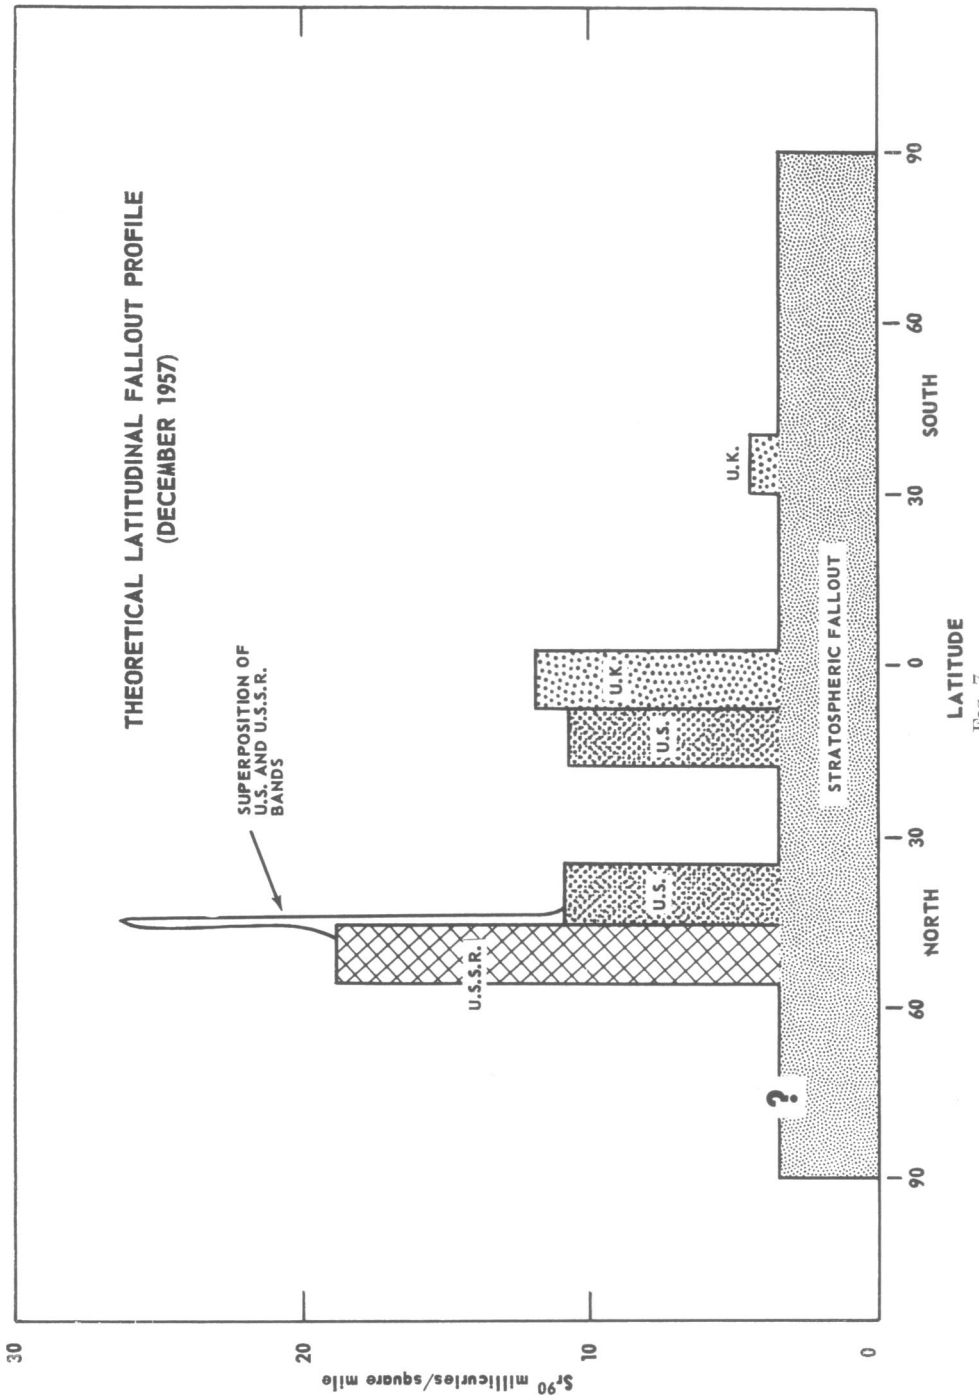 THEORETICAL LATITUDINAL FALLOUT PROFILE
(DECEMBER 1957)
Sr90 millicuries/square mile
30
20
10
0
SUPERPOSITION OF
U.S. AND U.S.S.R.
BANDS
U.S.S.R.
U.S.
U.S.
U.K.
U.K.
?
STRATOSPHERIC FALLOUT
90
60
30
0
30
60
90
NORTH
LATITUDE
SOUTH